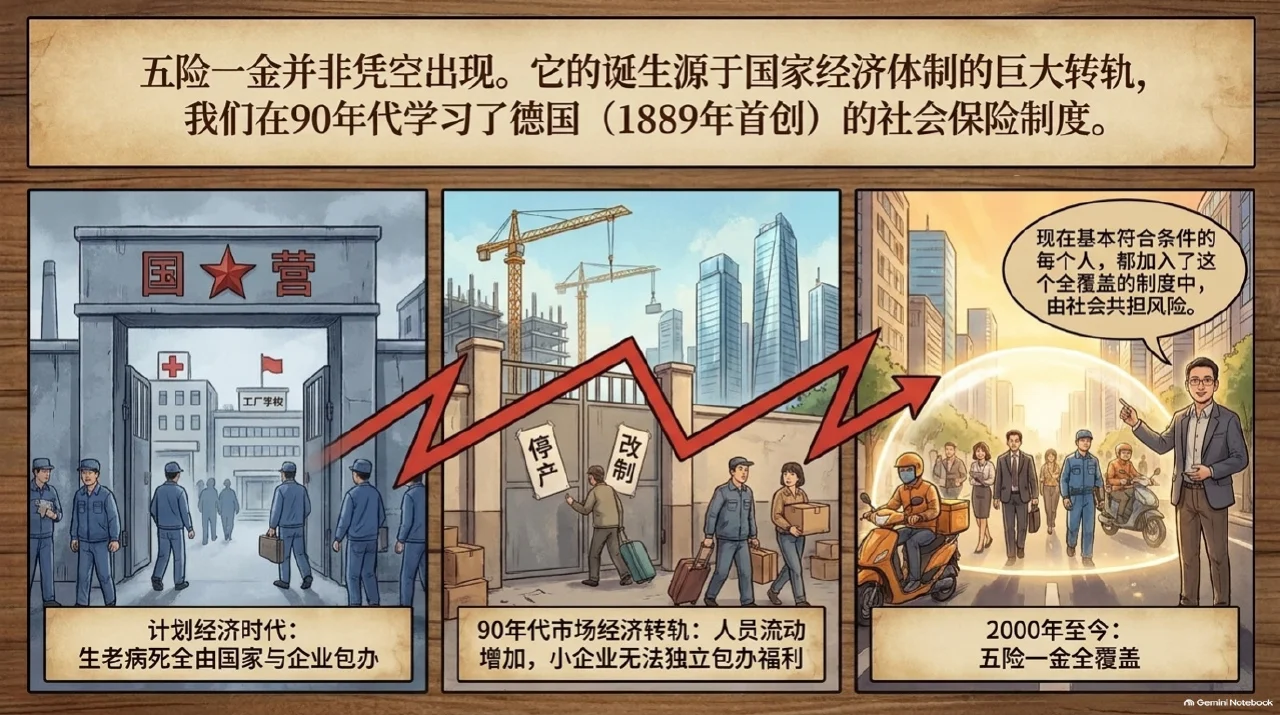 五险一金并非凭空出现。它的诞生源于国家经济体制的巨大转轨，
我们在90年代学习了德国（1889年首创）的社会保险制度。
国★营
工厂学校
计划经济时代：
生老病死全由国家与企业包办
停产
改制
90年代市场经济转轨：人员流动
增加，小企业无法独立包办福利
现在基本符合条件的
每个人，都加入了这
个全覆盖的制度中，
由社会共担风险。
2000年至今：
五险一金全覆盖
Gemini Notebook